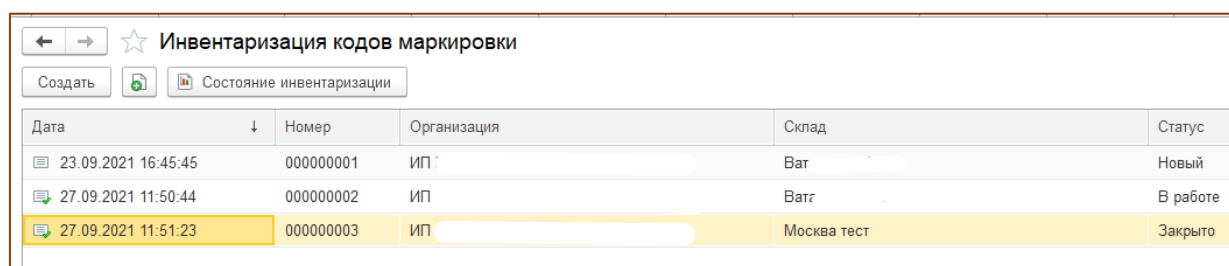 Инвентаризация кодов маркировки
Создать Состояние инвентаризации
Дата ↓ Номер Организация Склад Статус
23.09.2021 16:45:45 000000001 ИП Ват Новый
27.09.2021 11:50:44 000000002 ИП В работе
27.09.2021 11:51:23 000000003 ИП Москва тест Закрыто